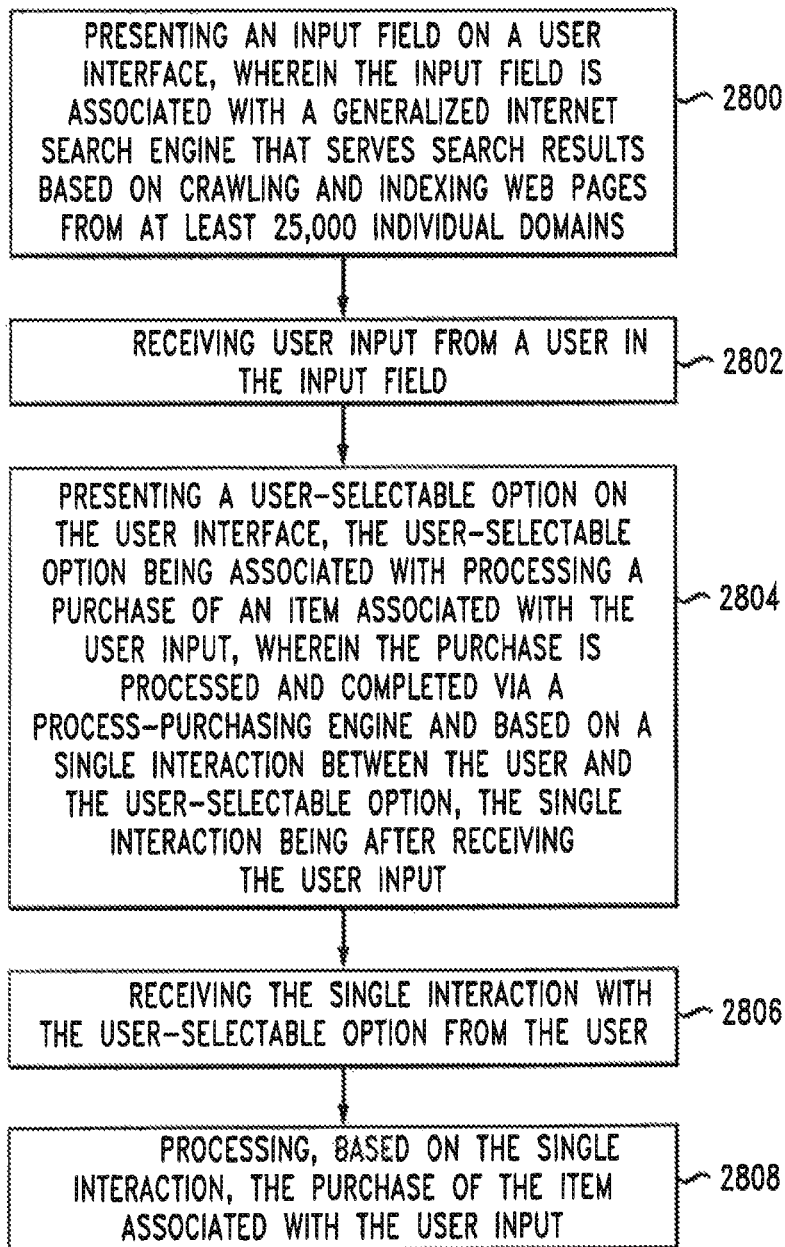 PRESENTING AN INPUT FIELD ON A USER
INTERFACE, WHEREIN THE INPUT FIELD IS
ASSOCIATED WITH A GENERALIZED INTERNET
SEARCH ENGINE THAT SERVES SEARCH RESULTS
BASED ON CRAWLING AND INDEXING WEB PAGES
FROM AT LEAST 25,000 INDIVIDUAL DOMAINS
2800
RECEIVING USER INPUT FROM A USER IN
THE INPUT FIELD
2802
PRESENTING A USER-SELECTABLE OPTION ON
THE USER INTERFACE, THE USER-SELECTABLE
OPTION BEING ASSOCIATED WITH PROCESSING A
PURCHASE OF AN ITEM ASSOCIATED WITH THE
USER INPUT, WHEREIN THE PURCHASE IS
PROCESSED AND COMPLETED VIA A
PROCESS-PURCHASING ENGINE AND BASED ON A
SINGLE INTERACTION BETWEEN THE USER AND
THE USER-SELECTABLE OPTION, THE SINGLE
INTERACTION BEING AFTER RECEIVING
THE USER INPUT
2804
RECEIVING THE SINGLE INTERACTION WITH
THE USER-SELECTABLE OPTION FROM THE USER
2806
PROCESSING, BASED ON THE SINGLE
INTERACTION, THE PURCHASE OF THE ITEM
ASSOCIATED WITH THE USER INPUT
2808